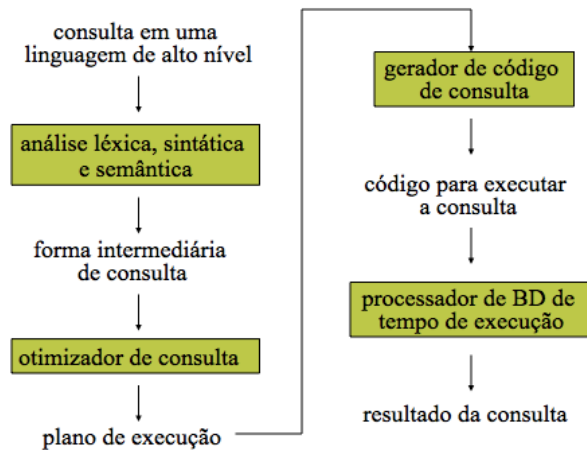 consulta em uma
linguagem de alto nível
análise léxica, sintática
e semântica
forma intermediária
de consulta
otimizador de consulta
plano de execução
gerador de código
de consulta
código para executar
a consulta
processador de BD de
tempo de execução
resultado da consulta